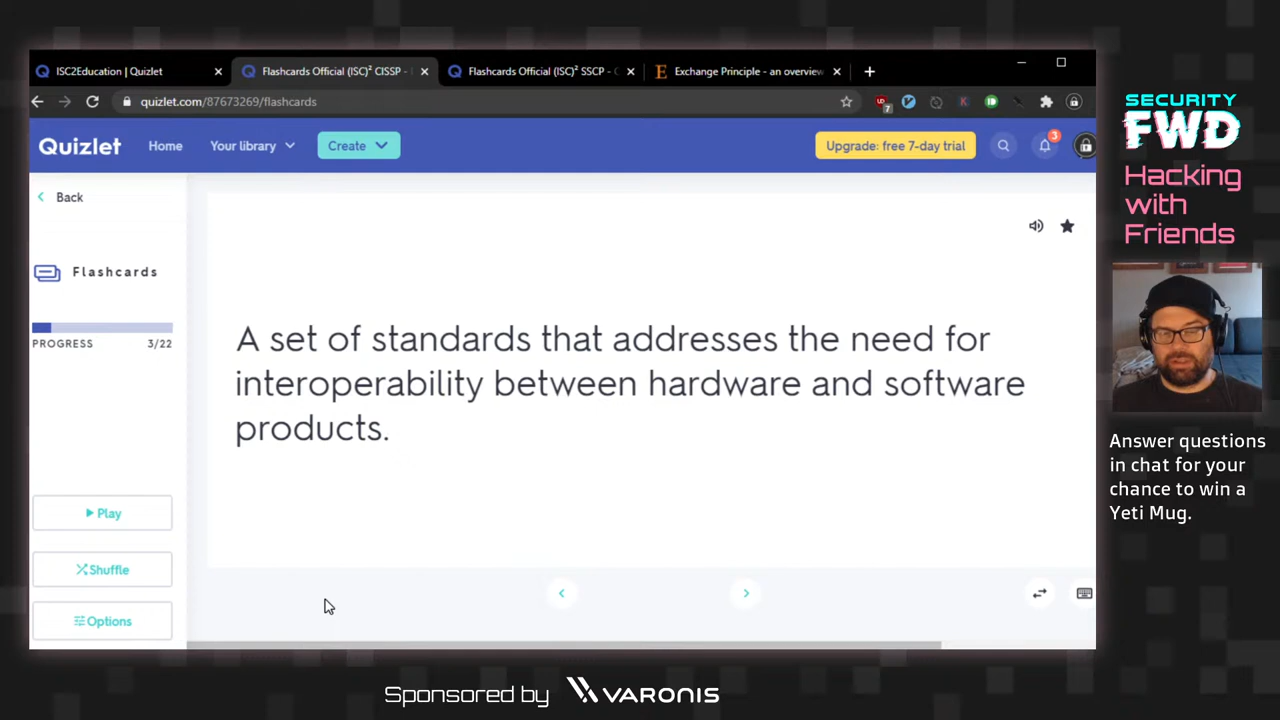 ISC2Education | Quizlet
Flashcards Official (ISC)² CISSP -
Flashcards Official (ISC)² SSCP -
Exchange Principle - an overview
quizlet.com/87673269/flashcards
7
Quizlet
Home
Your library
Create
Upgrade: free 7-day trial
3
Back
Flashcards
PROGRESS 3/22
A set of standards that addresses the need for
interoperability between hardware and software
products.
Play
Shuffle
Options
SECURITY
FWD
Hacking
with
Friends
Answer questions
in chat for your
chance to win a
Yeti Mug.
Sponsored by VARONIS